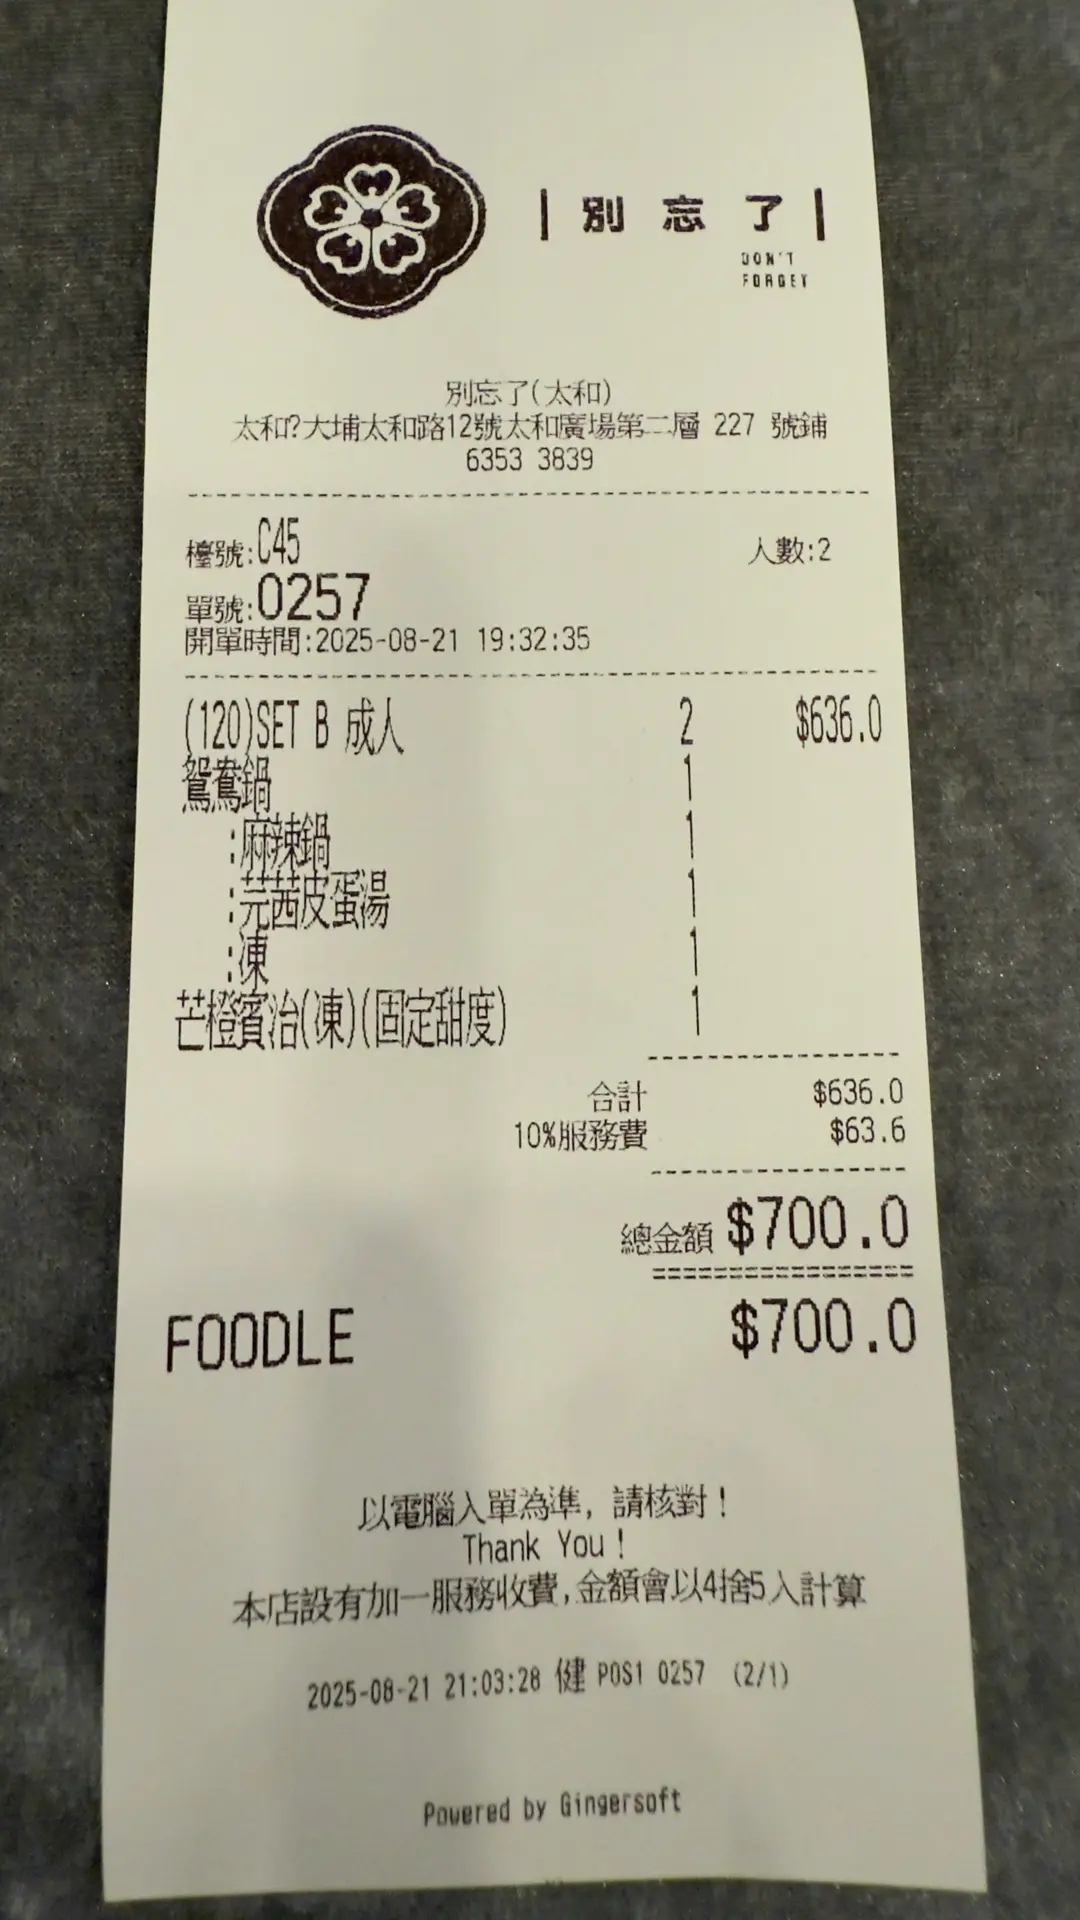 | 別忘了 |
DON'T
FORGET
別忘了(太和)
太和?大埔太和路12號太和廣場第二層 227 號鋪
6353 3839
檯號:C45 人數:2
單號:0257
開單時間:2025-08-21 19:32:35
(120)SET B 成人 2 $636.0
鴛鴦鍋 1
:麻辣鍋 1
:芫茜皮蛋湯 1
:凍 1
芒橙賓治(凍)(固定甜度) 1
合計 $636.0
10%服務費 $63.6
總金額 $700.0
================
FOODLE $700.0
以電腦入單為準, 請核對!
Thank You!
本店設有加一服務收費,金額會以4捨5入計算
2025-08-21 21:03:28 健 POS1 0257 (2/1)
Powered by Gingersoft